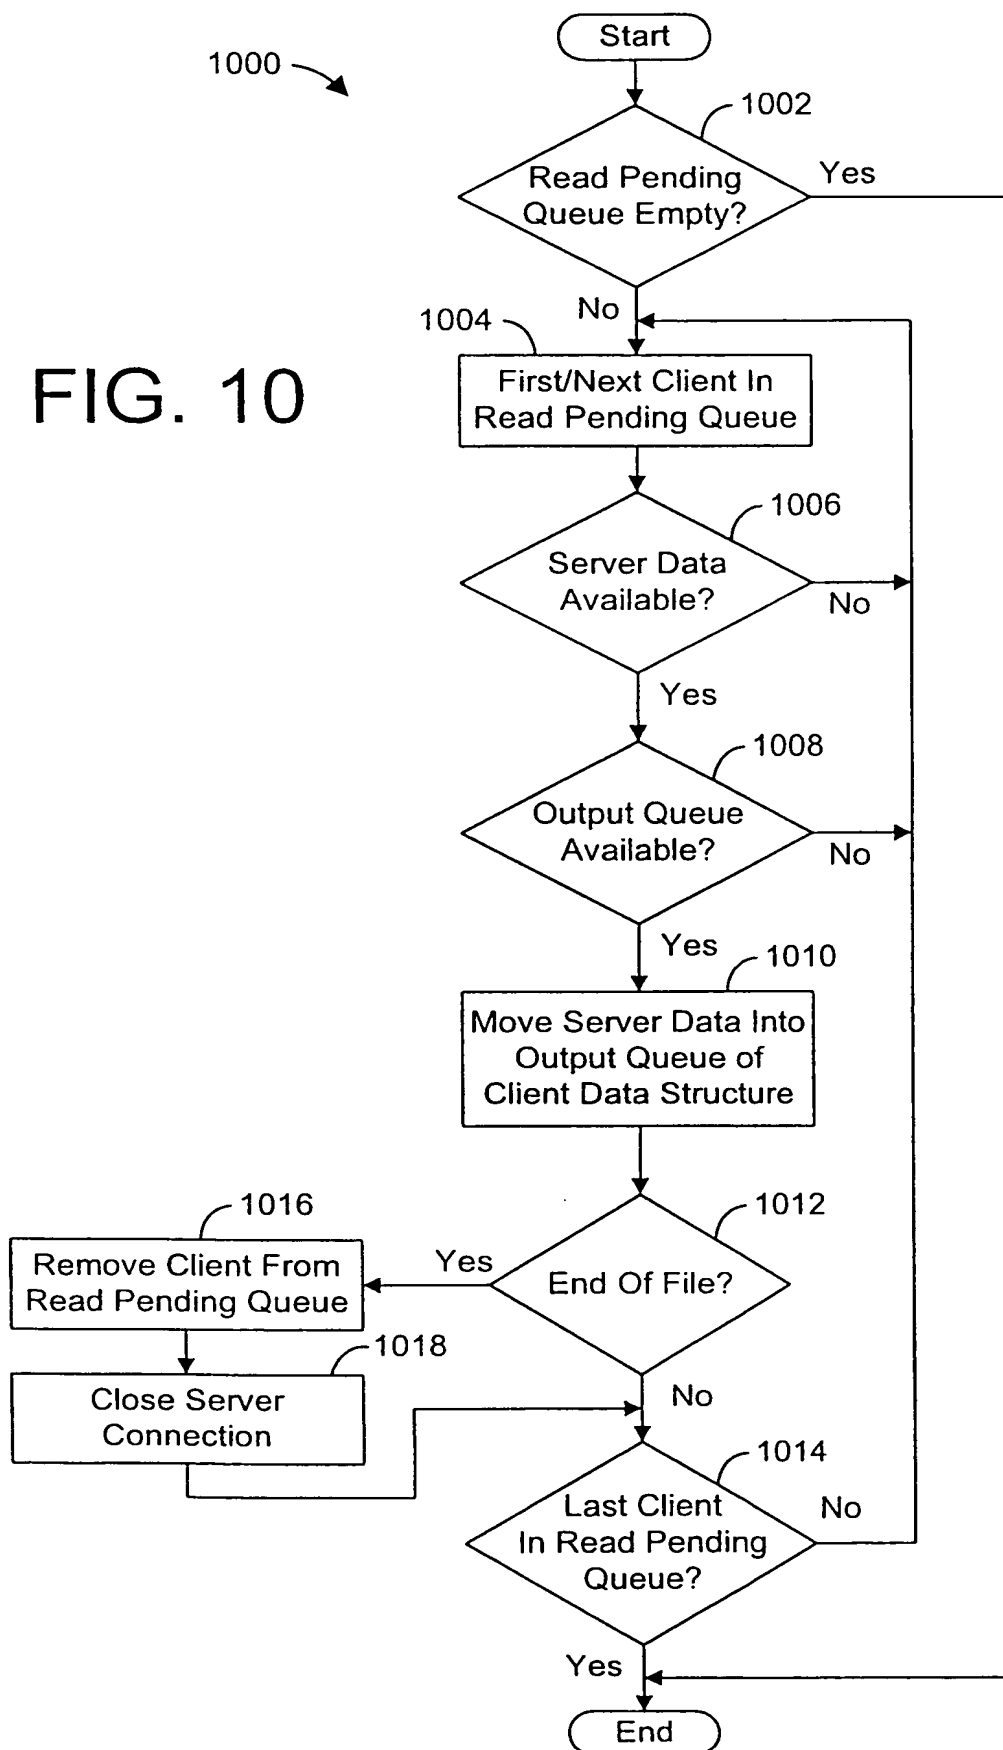 Start
1000
1002
Read Pending
Queue Empty?
Yes
No
1004
FIG. 10
First/Next Client In
Read Pending Queue
1006
Server Data
Available?
No
Yes
1008
Output Queue
Available?
No
Yes
1010
Move Server Data Into
Output Queue of
Client Data Structure
1012
End Of File?
Yes
No
1016
Remove Client From
Read Pending Queue
1018
Close Server
Connection
1014
Last Client
In Read Pending
Queue?
No
Yes
End